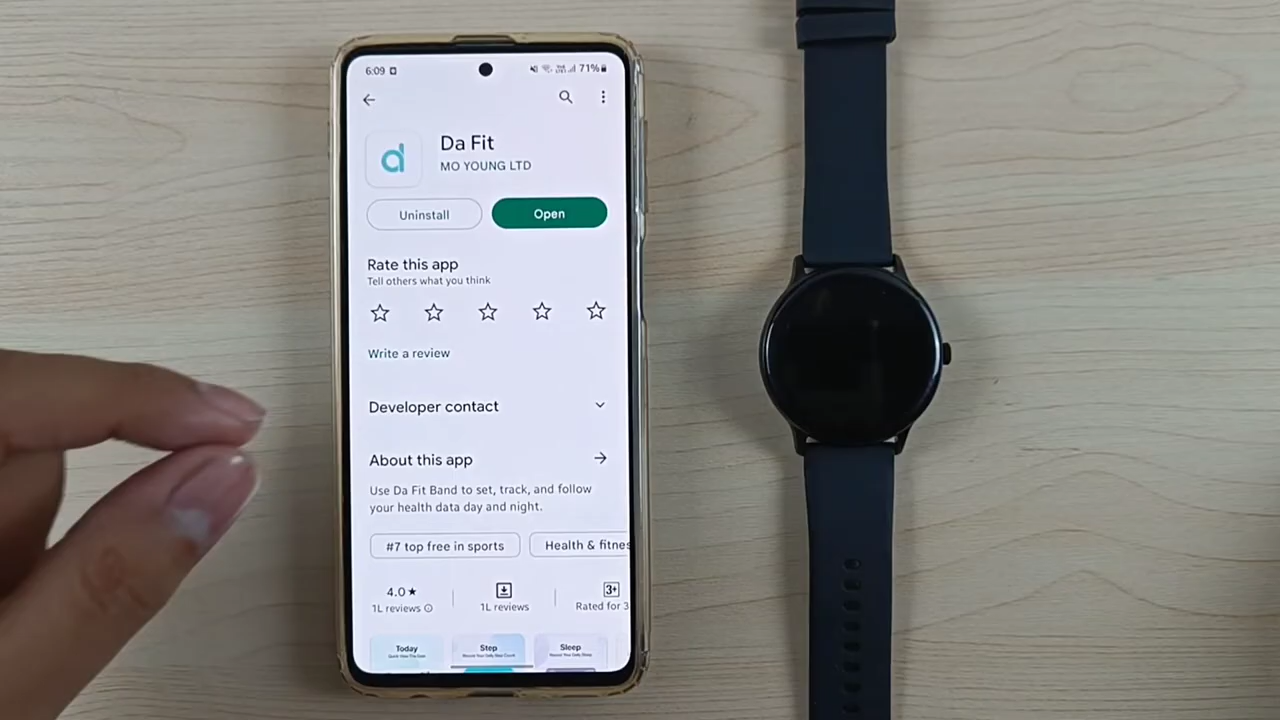 6:09
71%
Da Fit
MO YOUNG LTD
Uninstall
Open
Rate this app
Tell others what you think
Write a review
Developer contact
About this app
Use Da Fit Band to set, track, and follow
your health data day and night.
#7 top free in sports
Health & fitnes
4.0★
1L reviews
1L reviews
3+
Rated for 3
Today
Step
Sleep